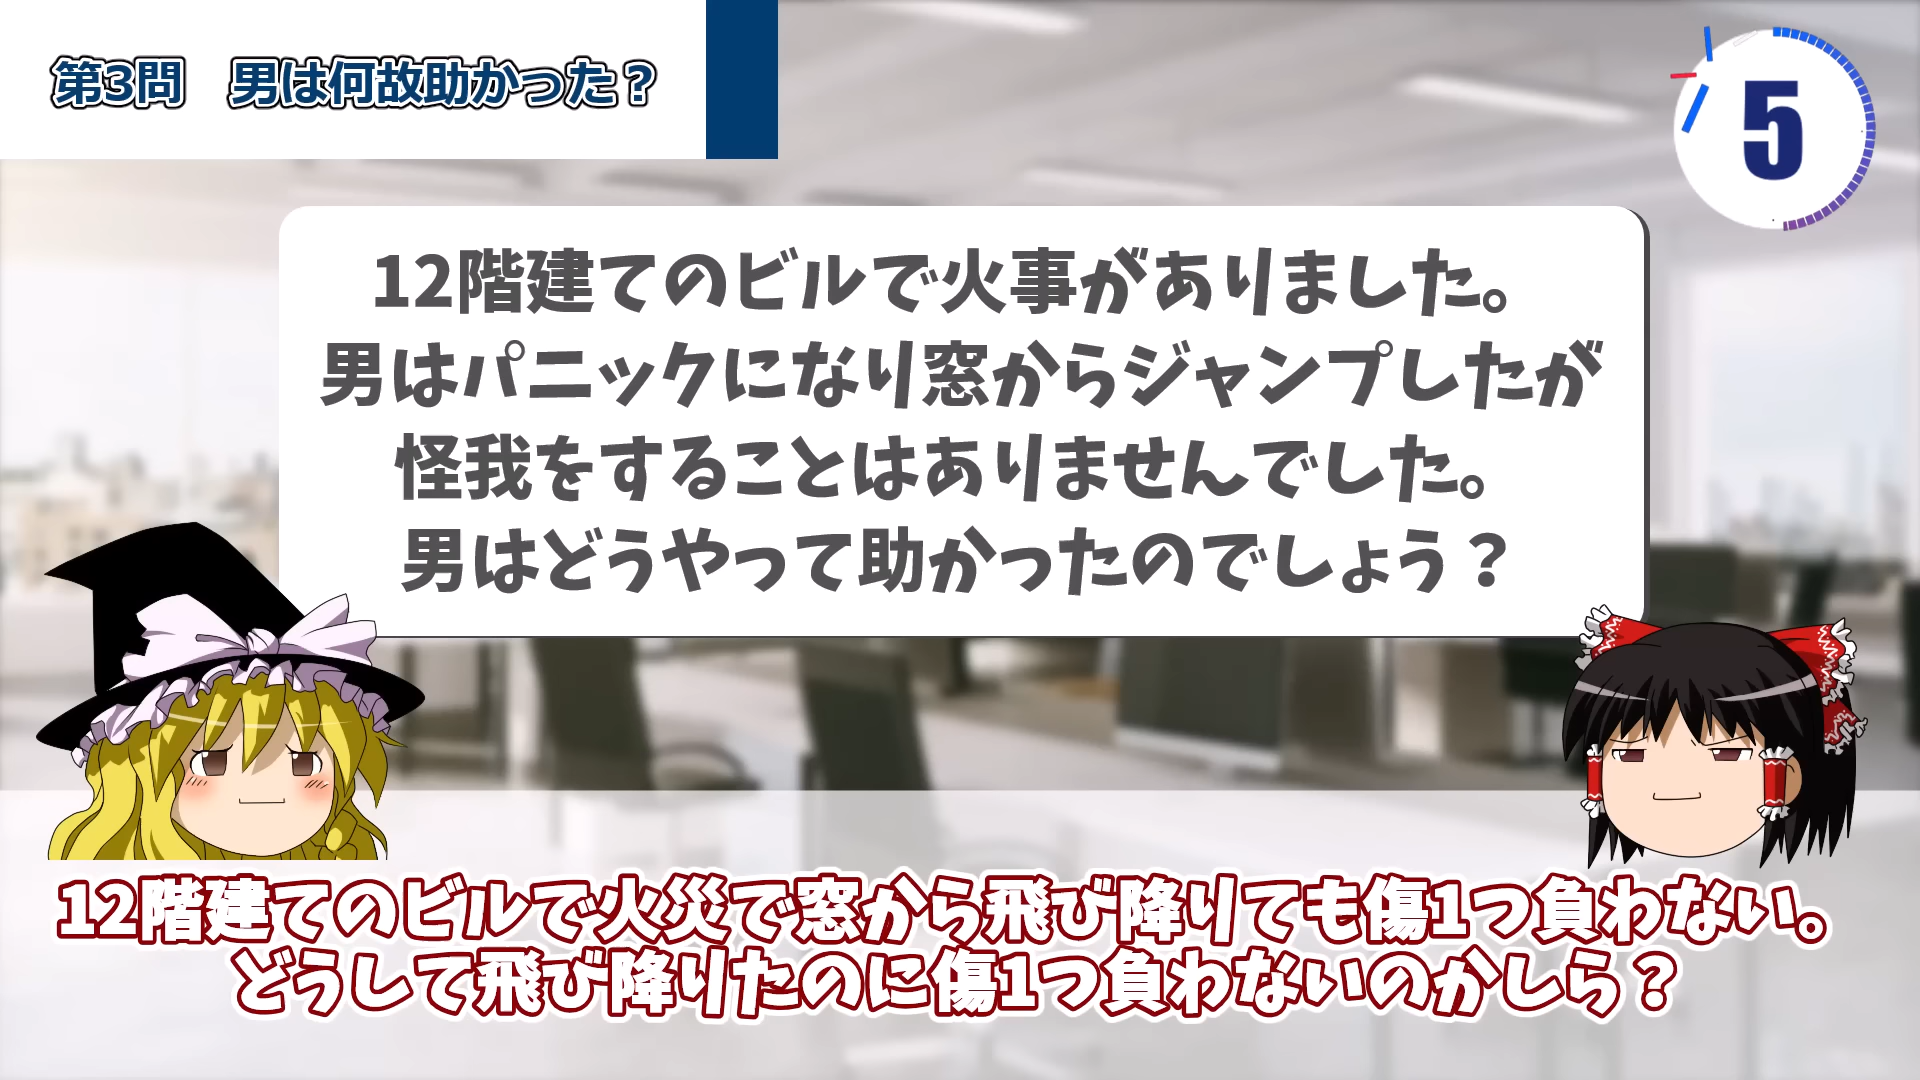 第3問　男は何故助かった？
5
12階建てのビルで火事がありました。
男はパニックになり窓からジャンプしたが
怪我をすることはありませんでした。
男はどうやって助かったのでしょう？
12階建てのビルで火災で窓から飛び降りても傷1つ負わない。
どうして飛び降りたのに傷1つ負わないのかしら？